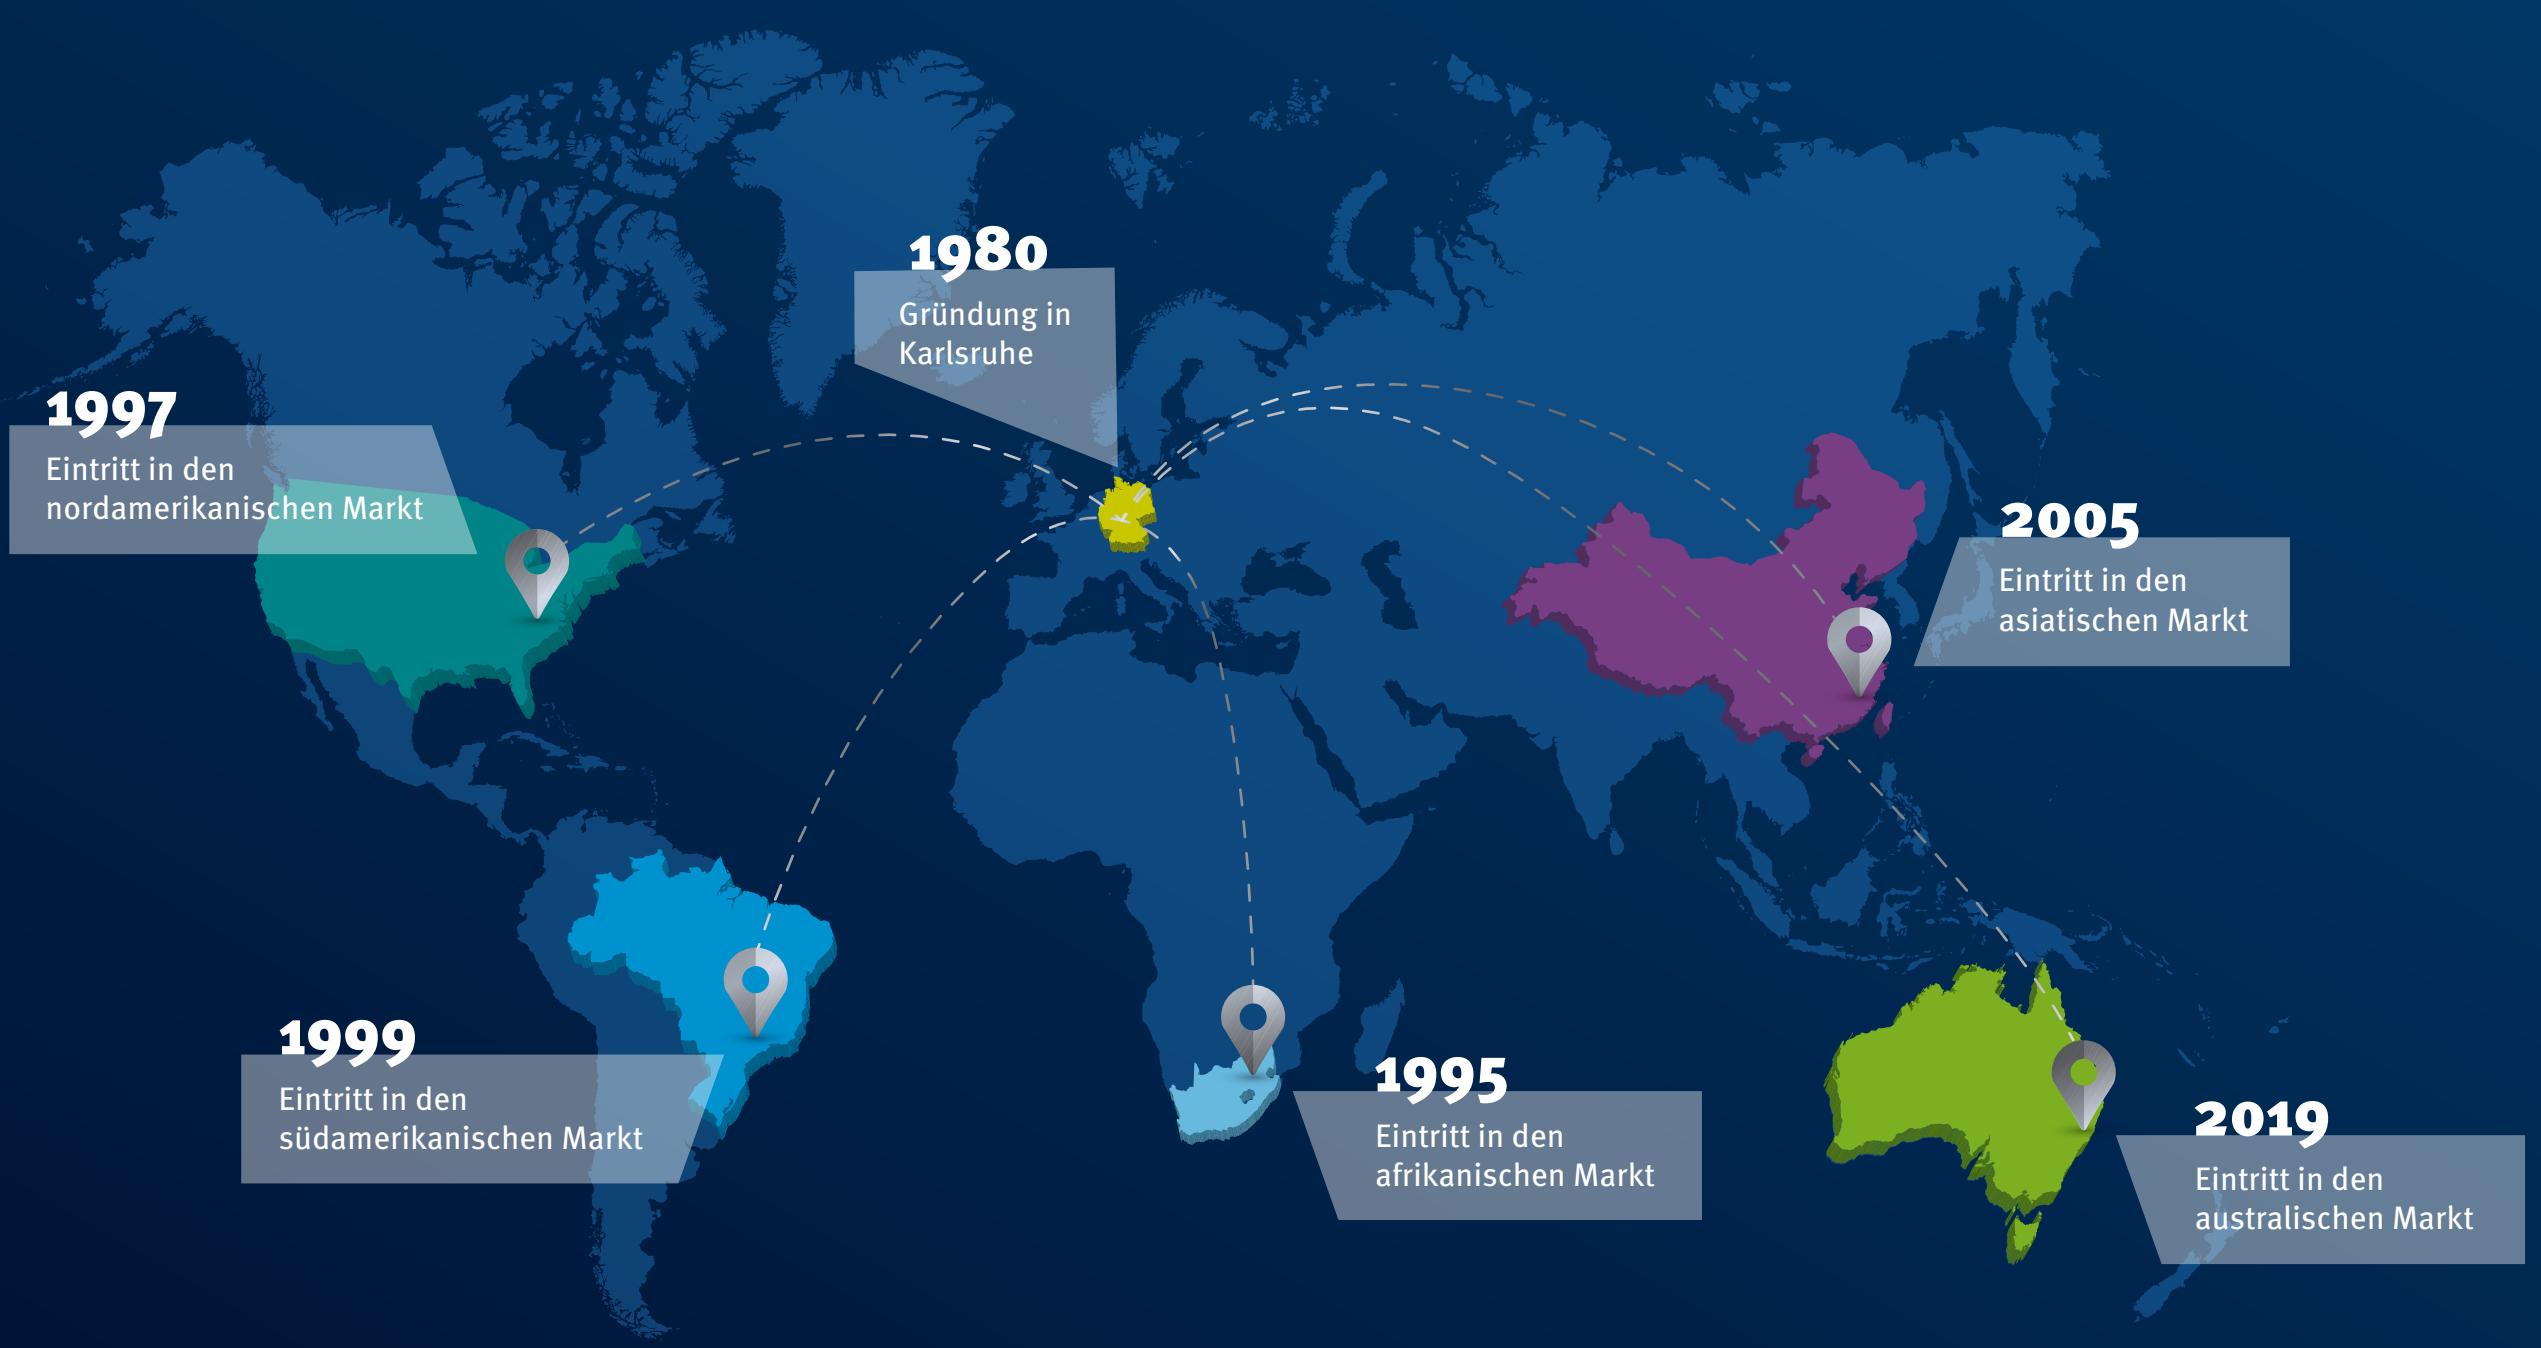 1980
Gründung in
Karlsruhe
1997
Eintritt in den
nordamerikanischen Markt
2005
Eintritt in den
asiatischen Markt
1999
Eintritt in den
südamerikanischen Markt
1995
Eintritt in den
afrikanischen Markt
2019
Eintritt in den
australischen Markt